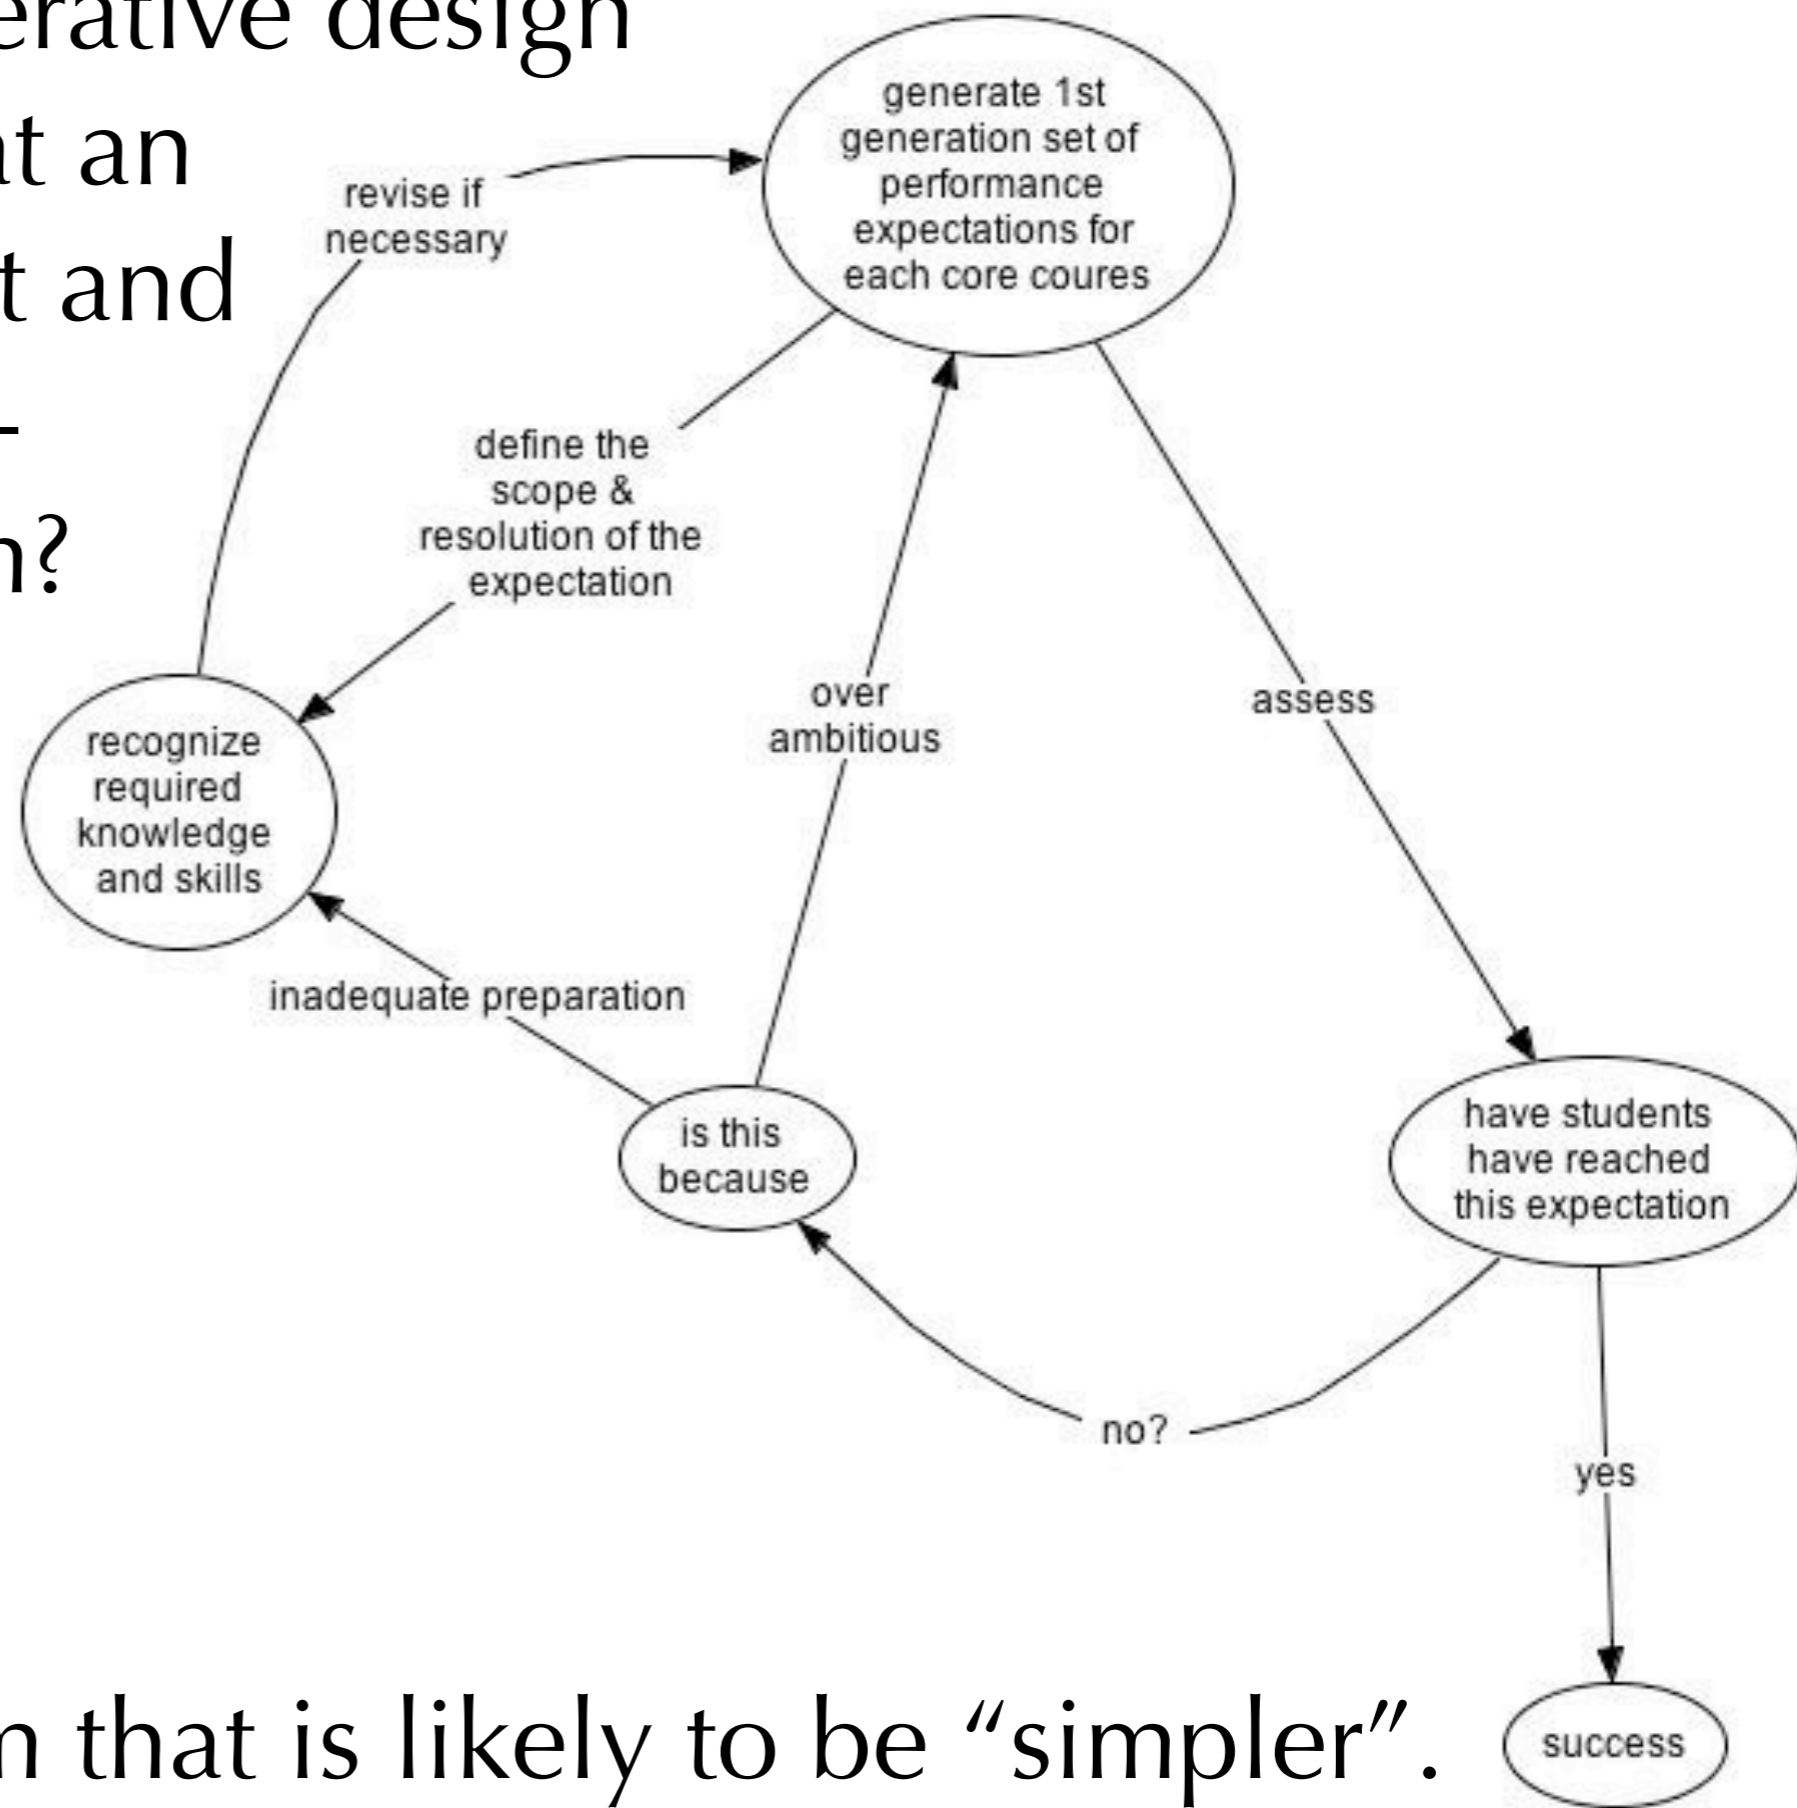 erative design
at an
t and
–
n?
generate 1st
generation set of
performance
expectations for
each core coures
revise if
necessary
define the
scope &
resolution of the
expectation
over
ambitious
assess
recognize
required
knowledge
and skills
inadequate preparation
is this
because
have students
have reached
this expectation
no?
yes
success
n that is likely to be “simpler”.